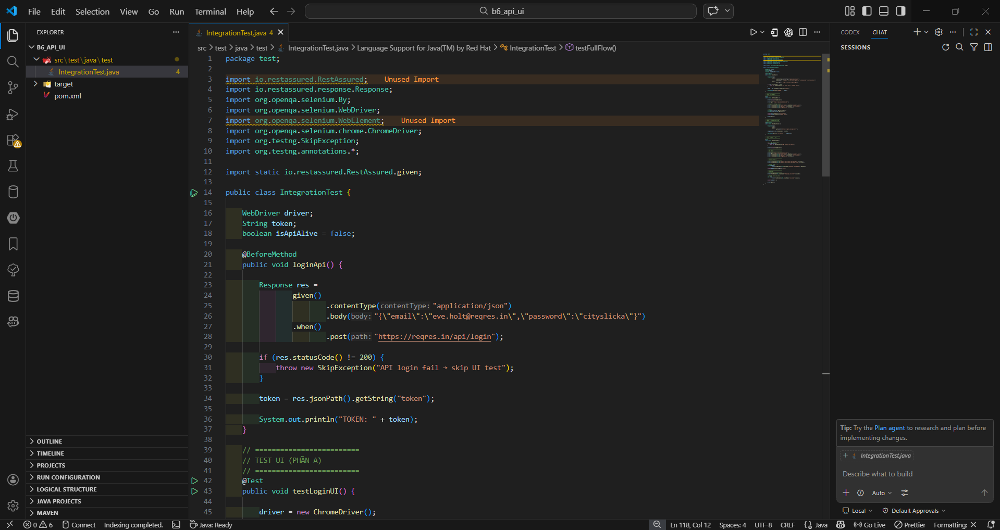 File Edit Selection View Go Run Terminal Help
b6_api_ui
EXPLORER
B6_API_UI
src\test\java\test
IntegrationTest.java 4
target
pom.xml
OUTLINE
TIMELINE
PROJECTS
RUN CONFIGURATION
LOGICAL STRUCTURE
JAVA PROJECTS
MAVEN
IntegrationTest.java 4
src > test > java > test > IntegrationTest.java > Language Support for Java(TM) by Red Hat > IntegrationTest > testFullFlow()
1 package test;
2
3 import io.restassured.RestAssured; Unused Import
4 import io.restassured.response.Response;
5 import org.openqa.selenium.By;
6 import org.openqa.selenium.WebDriver;
7 import org.openqa.selenium.WebElement; Unused Import
8 import org.openqa.selenium.chrome.ChromeDriver;
9 import org.testng.SkipException;
10 import org.testng.annotations.*;
11
12 import static io.restassured.RestAssured.given;
13
14 public class IntegrationTest {
15
16 WebDriver driver;
17 String token;
18 boolean isApiAlive = false;
19
20 @BeforeMethod
21 public void loginApi() {
22
23 Response res =
24 given()
25 .contentType(contentType: "application/json")
26 .body(body: "{\"email\":\"eve.holt@reqres.in\",\"password\":\"cityslicka\"}")
27 .when()
28 .post(path: "https://reqres.in/api/login");
29
30 if (res.statusCode() != 200) {
31 throw new SkipException("API login fail → skip UI test");
32 }
33
34 token = res.jsonPath().getString("token");
35
36 System.out.println("TOKEN: " + token);
37 }
38
39 // =========================
40 // TEST UI (PHẦN A)
41 // =========================
42 @Test
43 public void testLoginUI() {
44
45 driver = new ChromeDriver();
CODEX CHAT
SESSIONS
Tip: Try the Plan agent to research and plan before
implementing changes.
IntegrationTest.java
Describe what to build
Auto
Local Default Approvals
0 6 Connect Indexing completed. Java: Ready Ln 118, Col 12 Spaces: 4 UTF-8 CRLF Java Go Live Prettier Formatting: ×